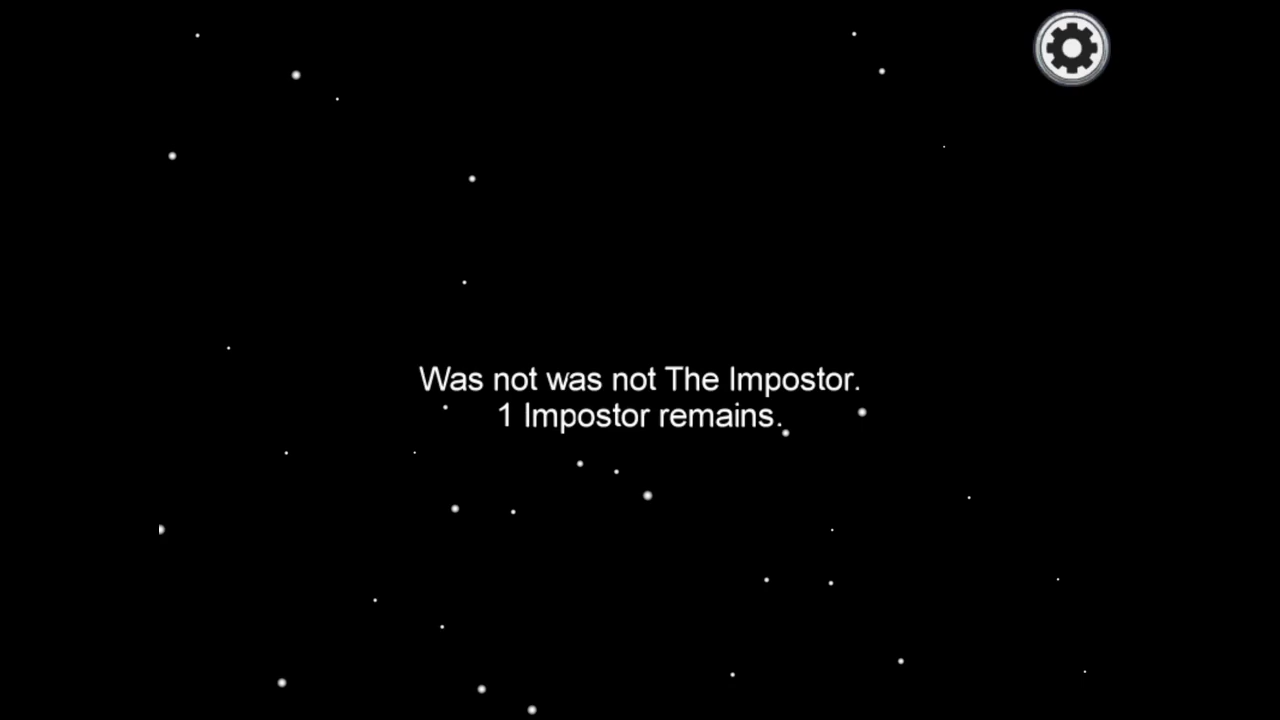 Was not was not The Impostor.
1 Impostor remains.